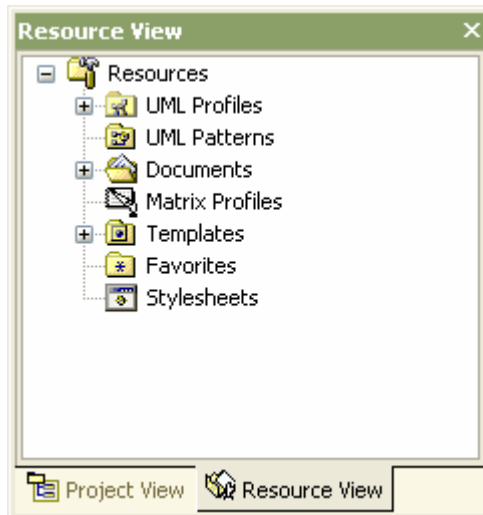 Resource View
Resources
UML Profiles
UML Patterns
Documents
Matrix Profiles
Templates
Favorites
Stylesheets
Project View Resource View